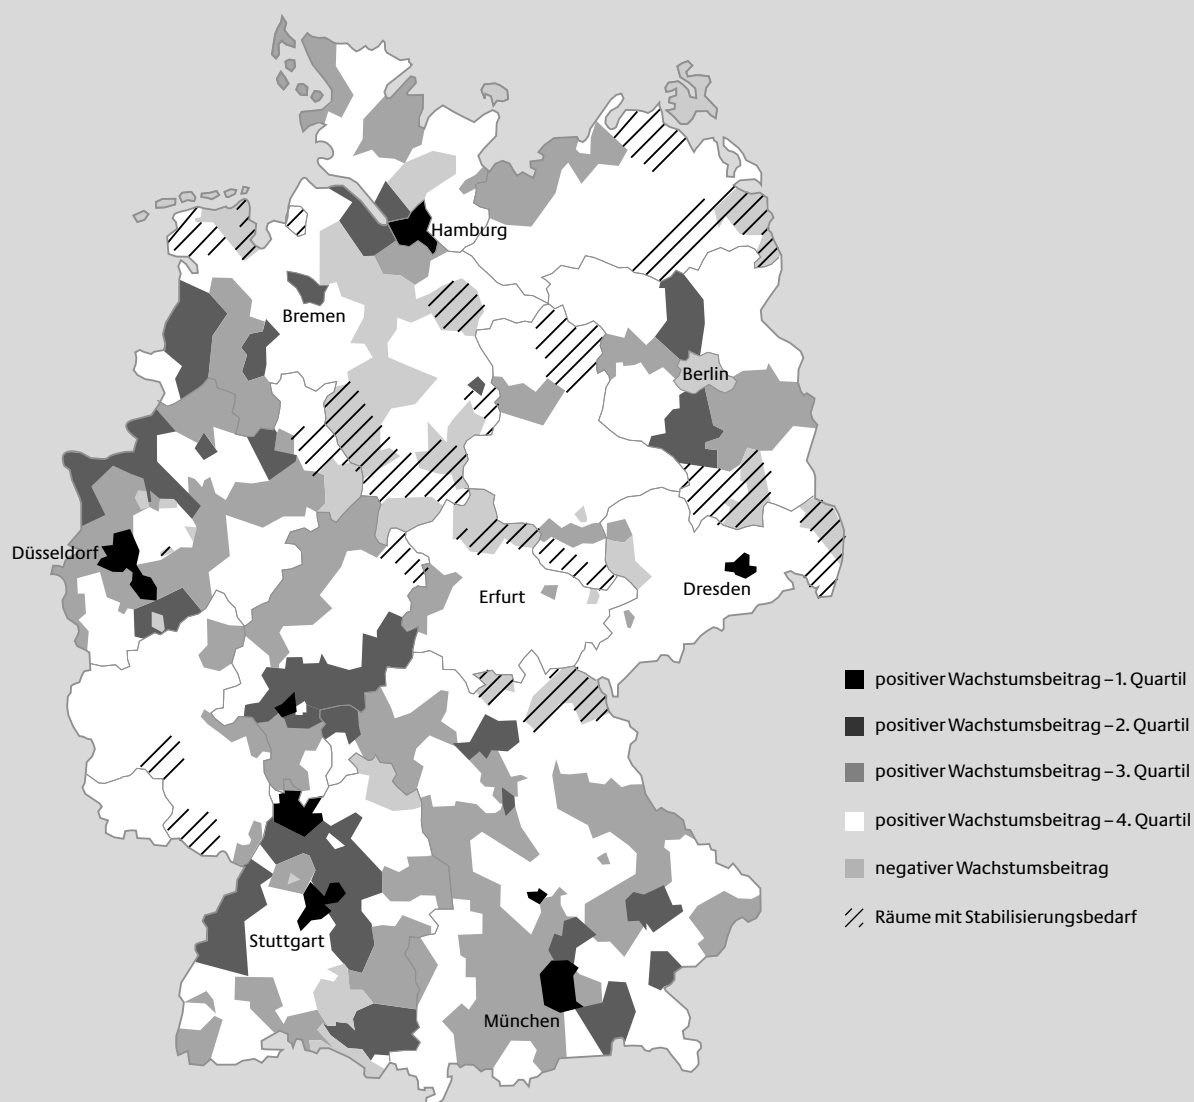 Hamburg
Bremen
Berlin
Düsseldorf
Erfurt
Dresden
Stuttgart
München
positiver Wachstumsbeitrag – 1. Quartil
positiver Wachstumsbeitrag – 2. Quartil
positiver Wachstumsbeitrag – 3. Quartil
positiver Wachstumsbeitrag – 4. Quartil
negativer Wachstumsbeitrag
Räume mit Stabilisierungsbedarf